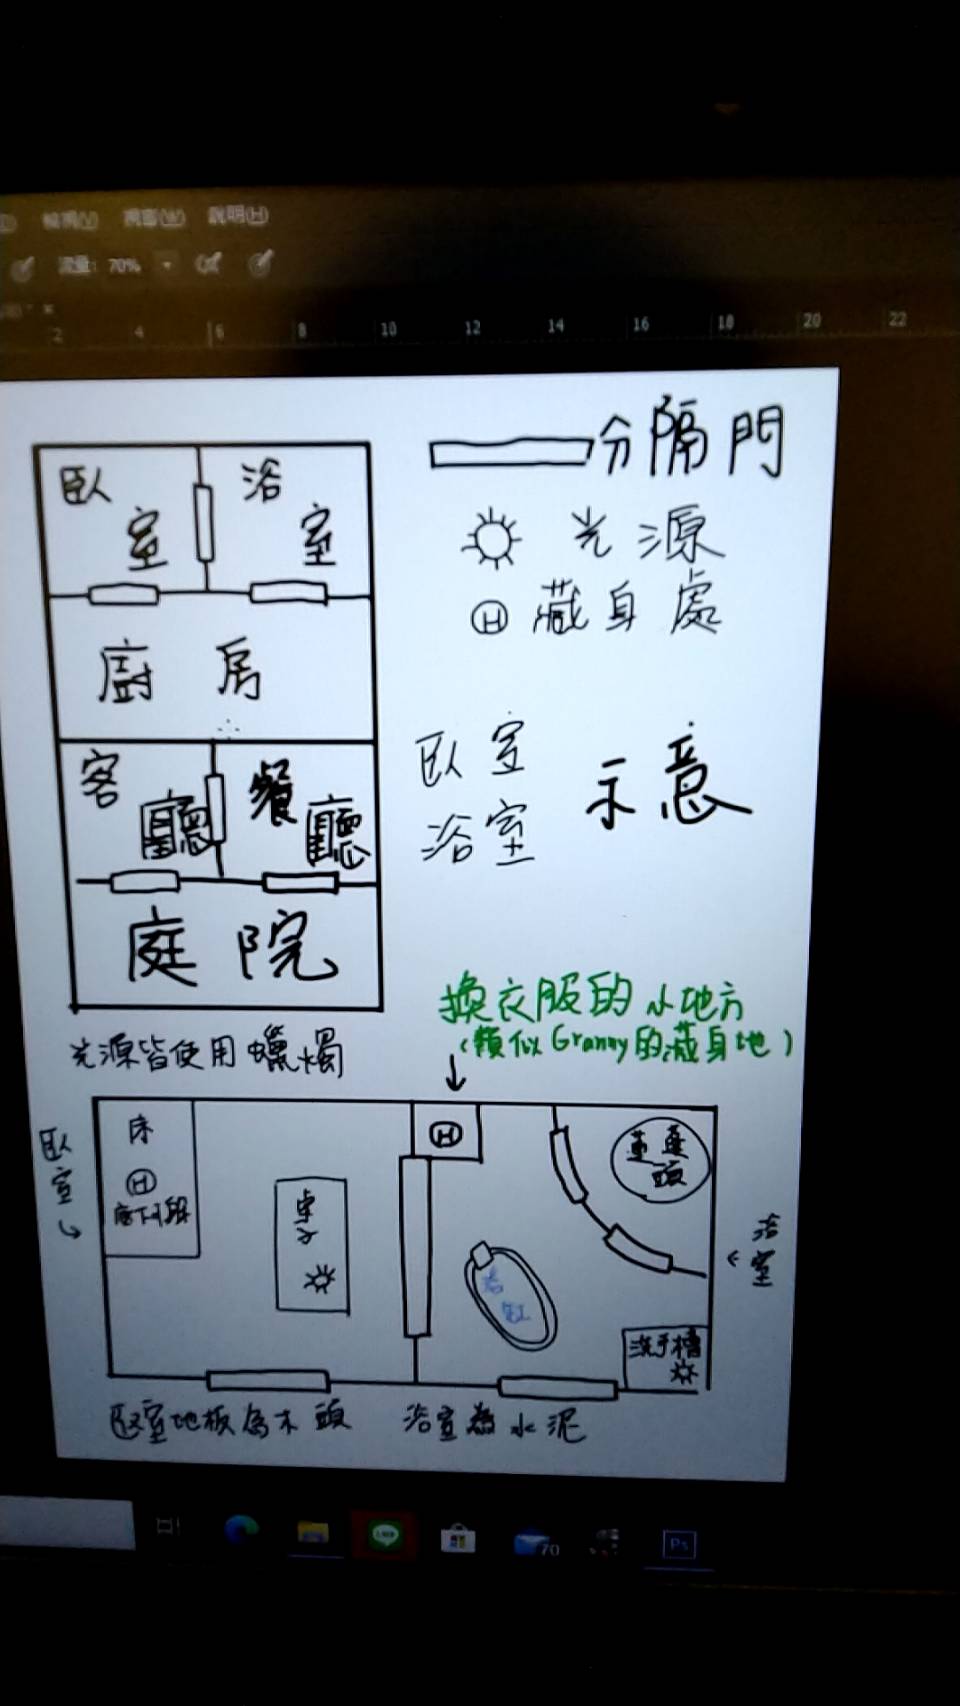 編輯(V) 視窗(W) 說明(H)
流量: 70%
2 4 6 8 10 12 14 16 18 20 22
分隔門
光源
H 藏身處
臥室
浴室
廚房
客廳
餐廳
庭院
臥室
浴室
示意
光源皆使用蠟燭
換衣服的小地方
(類似Granny的藏身地)
臥室
床
H
H
桌子
蓮蓬頭
浴缸
洗手槽
浴室
臥室地板為木頭
浴室為水泥
LINE
70
Ps